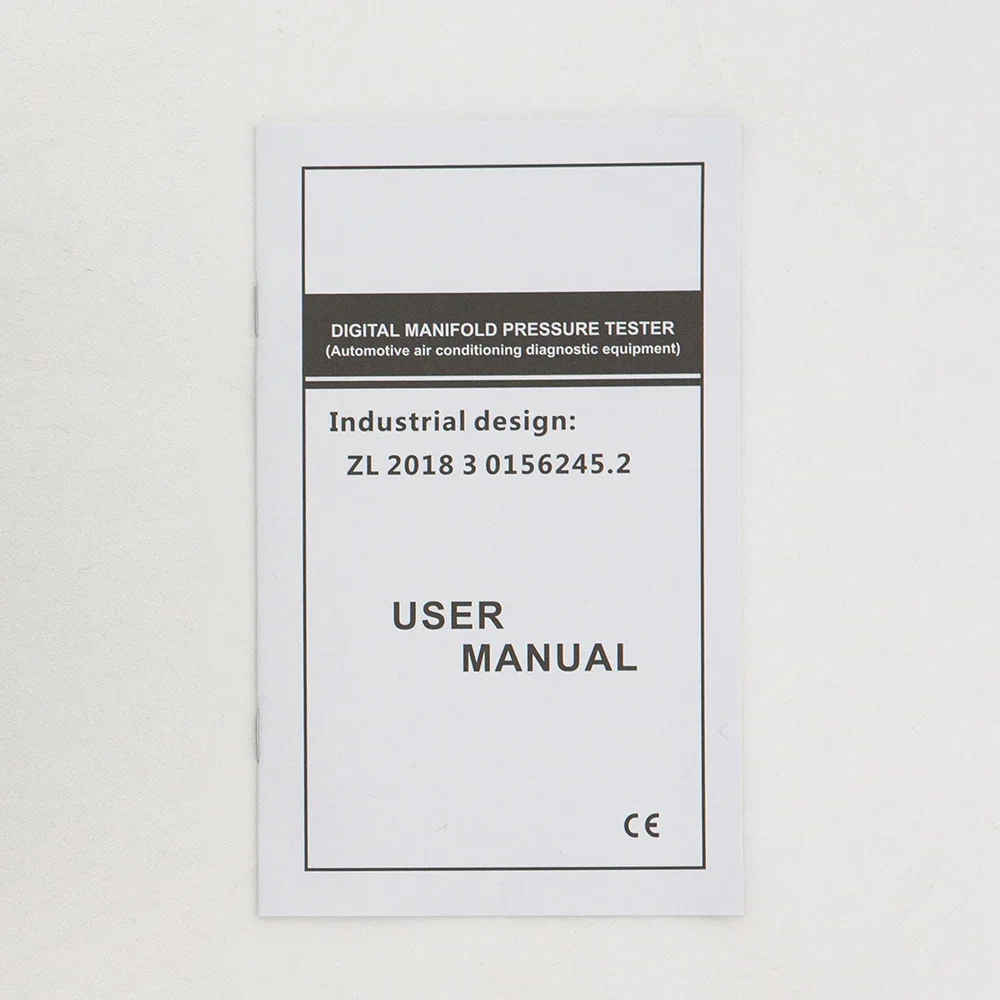 DIGITAL MANIFOLD PRESSURE TESTER
(Automotive air conditioning diagnostic equipment)
Industrial design:
ZL 2018 3 0156245.2
USER
MANUAL
CE